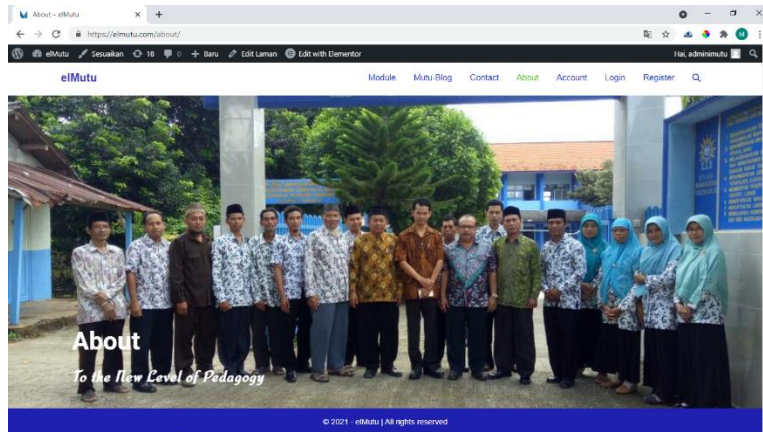 About – elMutu
https://elmutu.com/about/
elMutu Sesuaikan 16 0 Baru Edit Laman Edit with Elementor Hai, adminimutu
elMutu Module Mutu-Blog Contact About Account Login Register
About
To the New Level of Pedagogy
© 2021 - elMutu | All rights reserved